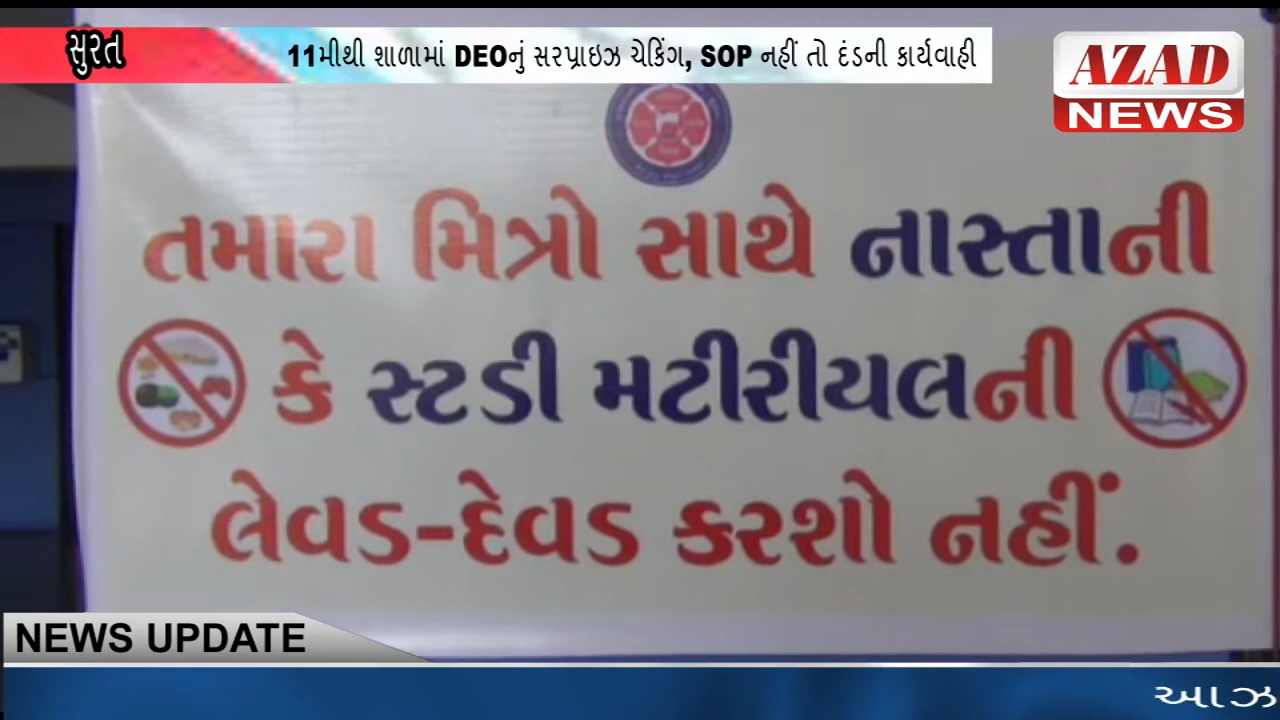 સુરત
11મીથી શાળામાં DEOનું સરપ્રાઇઝ ચેકિંગ, SOP નહીં તો દંડની કાર્યવાહી
AZAD
NEWS
તમારા મિત્રો સાથે નાસ્તાની
કે સ્ટડી મટીરીયલની
લેવડ-દેવડ કરશો નહીં.
NEWS UPDATE
આઝ